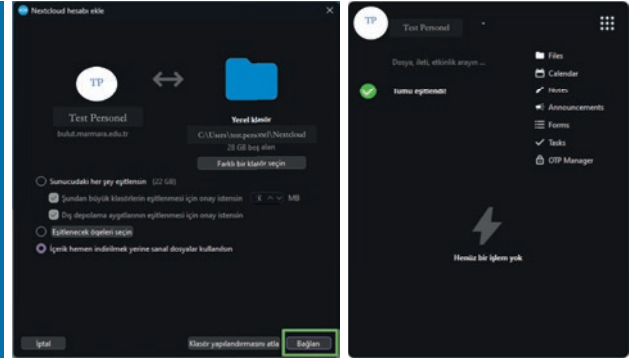 Nextcloud hesabı ekle
TP
Test Personel
bulut.marmara.edu.tr
Yerel klasör
C:\Users\test.personel\Nextcloud
28 GB boş alan
Farklı bir klasör seçin
Sunucudaki her şey eşitlensin (22 GB)
Şundan büyük klasörlerin eşitlenmesi için onay istensin
MB
Dış depolama aygıtlarının eşitlenmesi için onay istensin
Eşitlenecek ögeleri seçin
İçerik hemen indirilmek yerine sanal dosyalar kullanılsın
İptal
Klasör yapılandırmasını atla
Bağlan
TP
Test Personel
Dosya, ileti, etkinlik arayın ...
Tümü eşitlendi!
Files
Calendar
Notes
Announcements
Forms
Tasks
OTP Manager
Henüz bir işlem yok